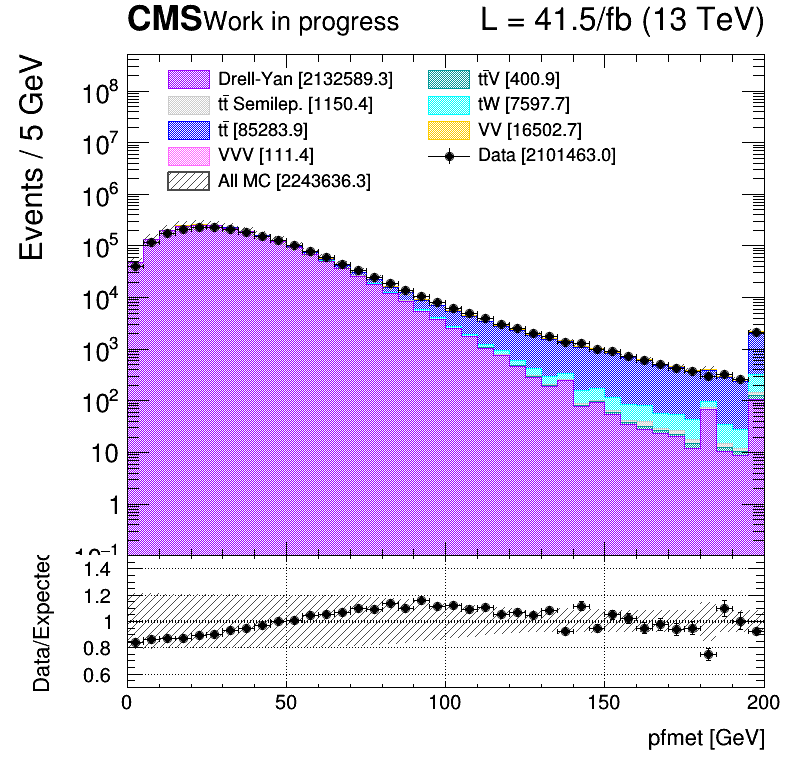 CMS Work in progress L = 41.5/fb (13 TeV)
Events / 5 GeV
Drell-Yan [2132589.3]
tt̄ Semilep. [1150.4]
tt̄ [85283.9]
VVV [111.4]
All MC [2243636.3]
tt̄V [400.9]
tW [7597.7]
VV [16502.7]
Data [2101463.0]
10⁸
10⁷
10⁶
10⁵
10⁴
10³
10²
10
1
10⁻¹
Data/Expected
1.4
1.2
1
0.8
0.6
0 50 100 150 200
pfmet [GeV]